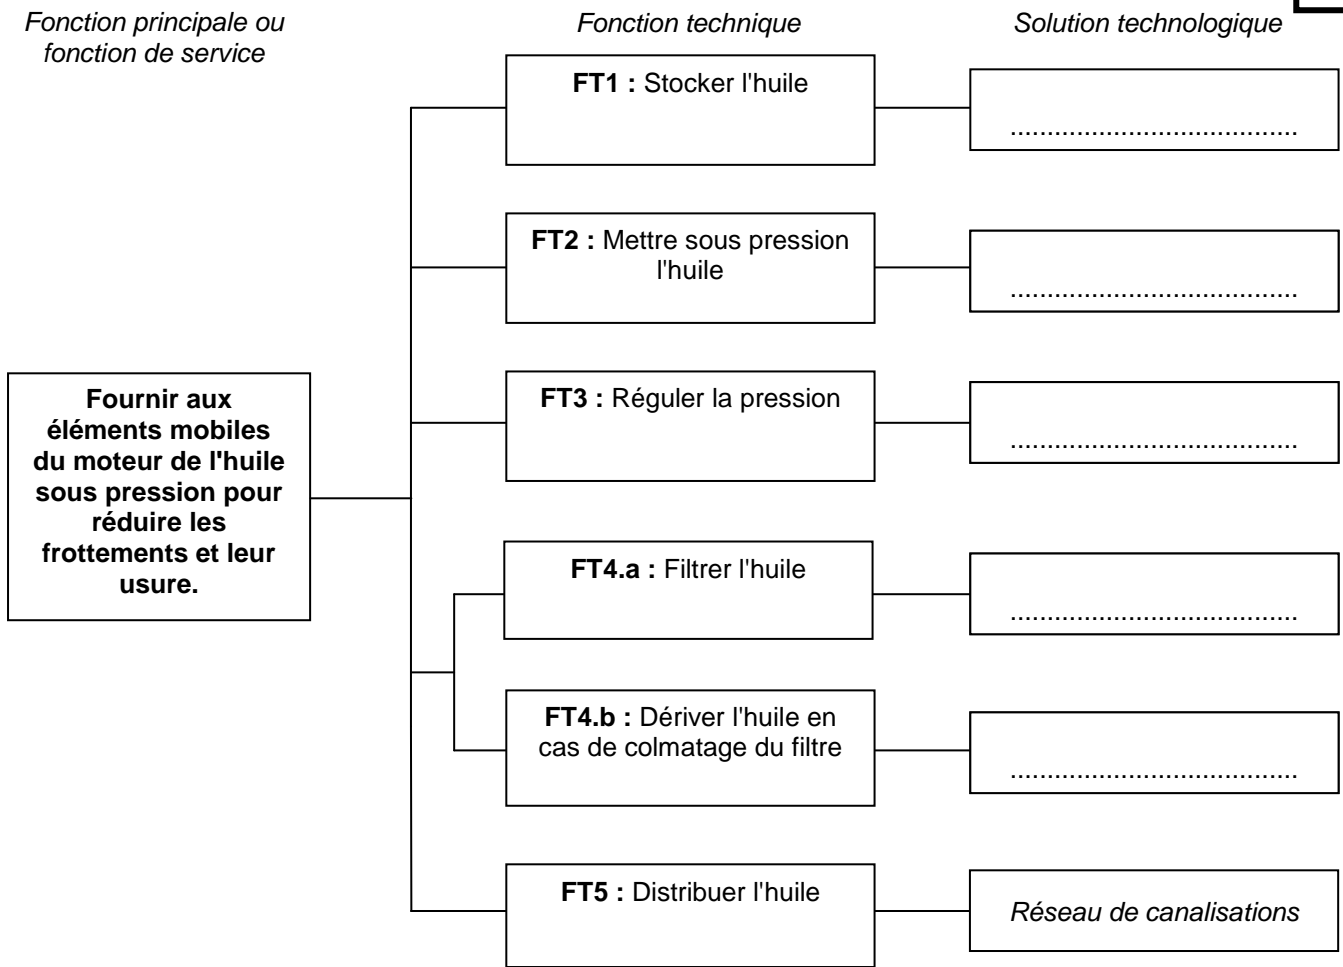 Fonction principale ou
fonction de service
Fonction technique
Solution technologique
FT1 : Stocker l'huile
.......................................
FT2 : Mettre sous pression
l'huile
.......................................
FT3 : Réguler la pression
.......................................
Fournir aux
éléments mobiles
du moteur de l'huile
sous pression pour
réduire les
frottements et leur
usure.
FT4.a : Filtrer l'huile
.......................................
FT4.b : Dériver l'huile en
cas de colmatage du filtre
.......................................
FT5 : Distribuer l'huile
Réseau de canalisations